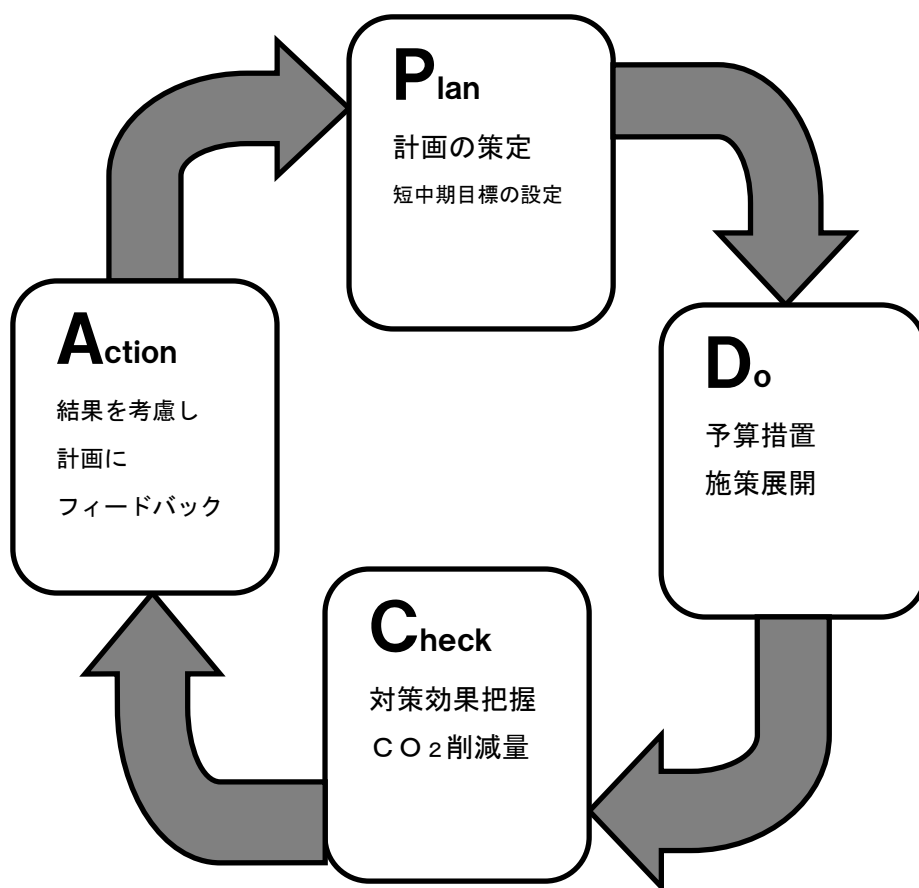 Plan
計画の策定
短中期目標の設定
Do
予算措置
施策展開
Check
対策効果把握
ＣＯ２削減量
Action
結果を考慮し
計画に
フィードバック